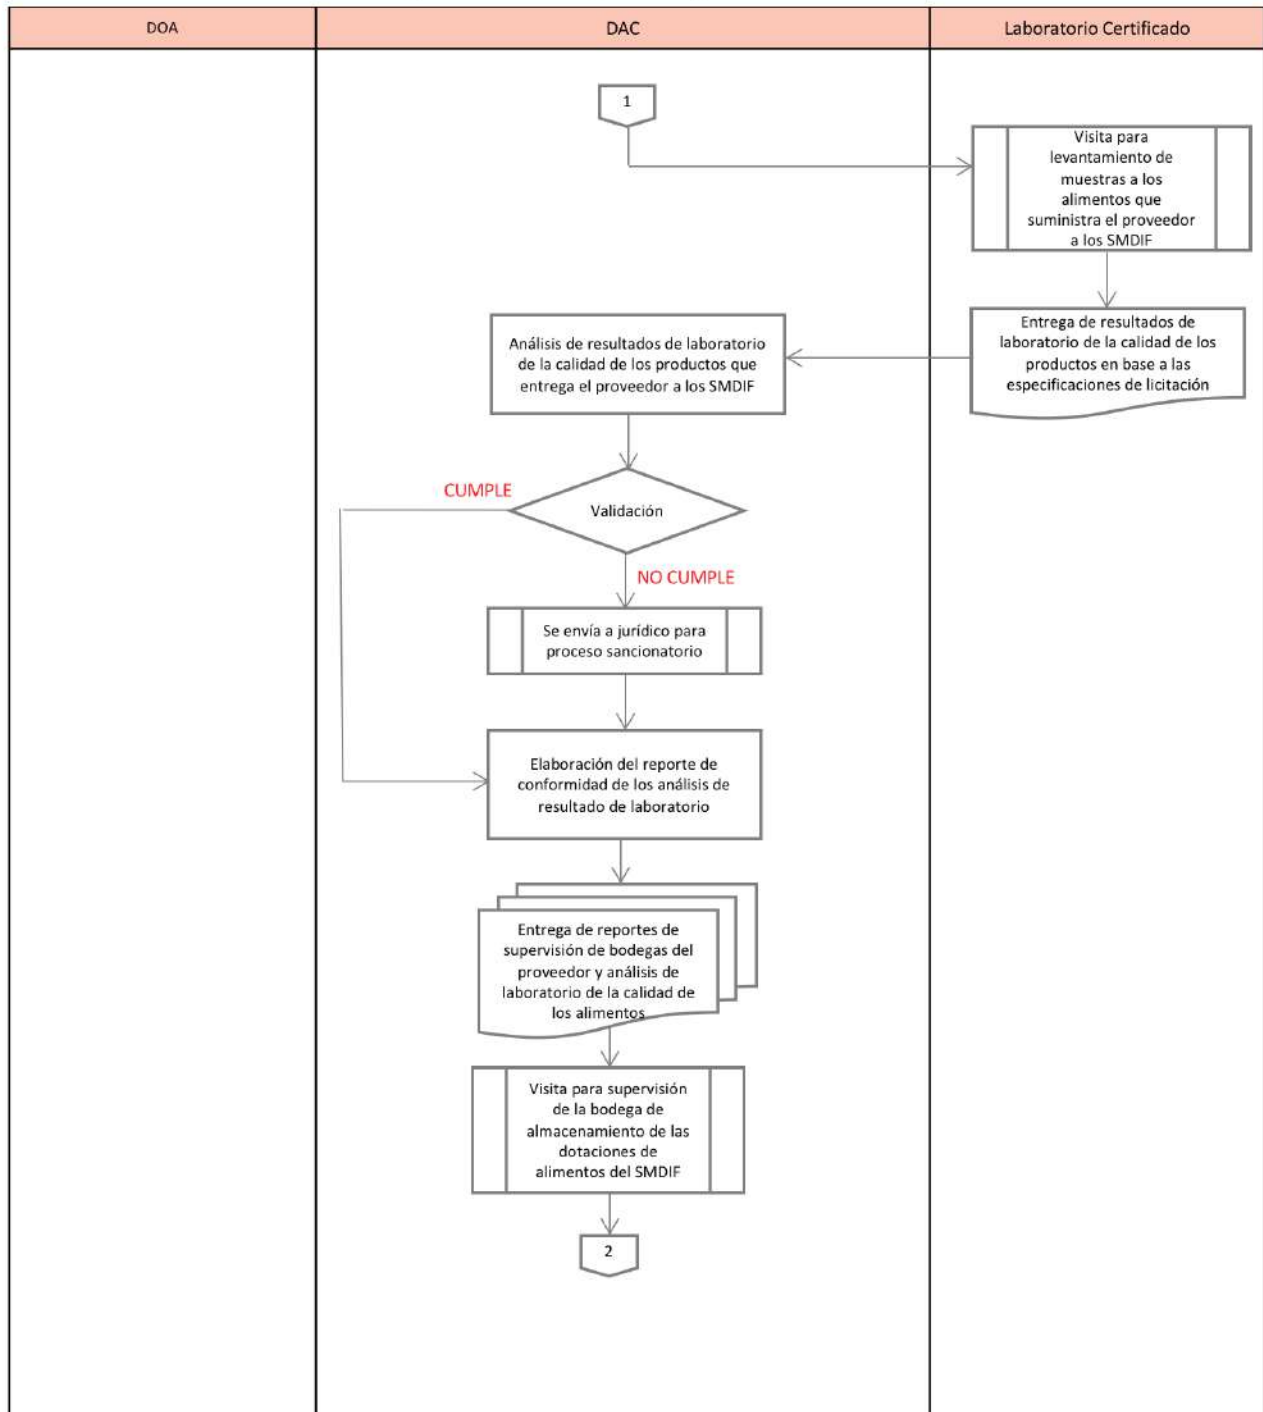 DOA
DAC
Laboratorio Certificado
1
Visita para
levantamiento de
muestras a los
alimentos que
suministra el proveedor
a los SMDIF
Entrega de resultados de
laboratorio de la calidad de los
productos en base a las
especificaciones de licitación
Análisis de resultados de laboratorio
de la calidad de los productos que
entrega el proveedor a los SMDIF
CUMPLE
Validación
NO CUMPLE
Se envía a jurídico para
proceso sancionatorio
Elaboración del reporte de
conformidad de los análisis de
resultado de laboratorio
Entrega de reportes de
supervisión de bodegas del
proveedor y análisis de
laboratorio de la calidad de
los alimentos
Visita para supervisión
de la bodega de
almacenamiento de las
dotaciones de
alimentos del SMDIF
2